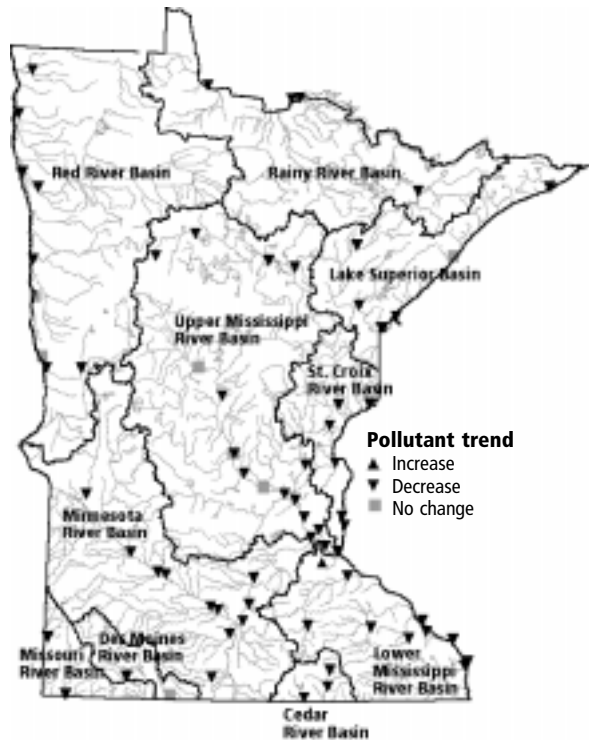 Red River Basin
Rainy River Basin
Lake Superior Basin
Upper Mississippi
River Basin
St. Croix
River Basin
Pollutant trend
Increase
Decrease
No change
Minnesota
River Basin
Des Moines
River Basin
Missouri
River Basin
Lower
Mississippi
River Basin
Cedar
River Basin